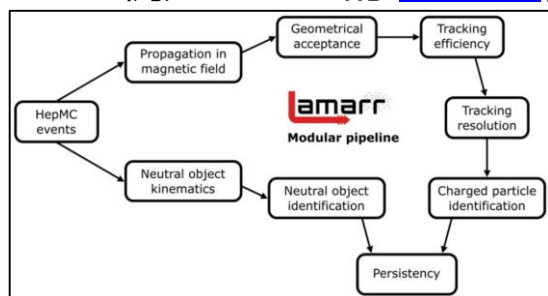 Geometrical
acceptance
Tracking
efficiency
Propagation in
magnetic field
Lamarr
Modular pipeline
HepMC
events
Tracking
resolution
Neutral object
kinematics
Neutral object
identification
Charged particle
identification
Persistency